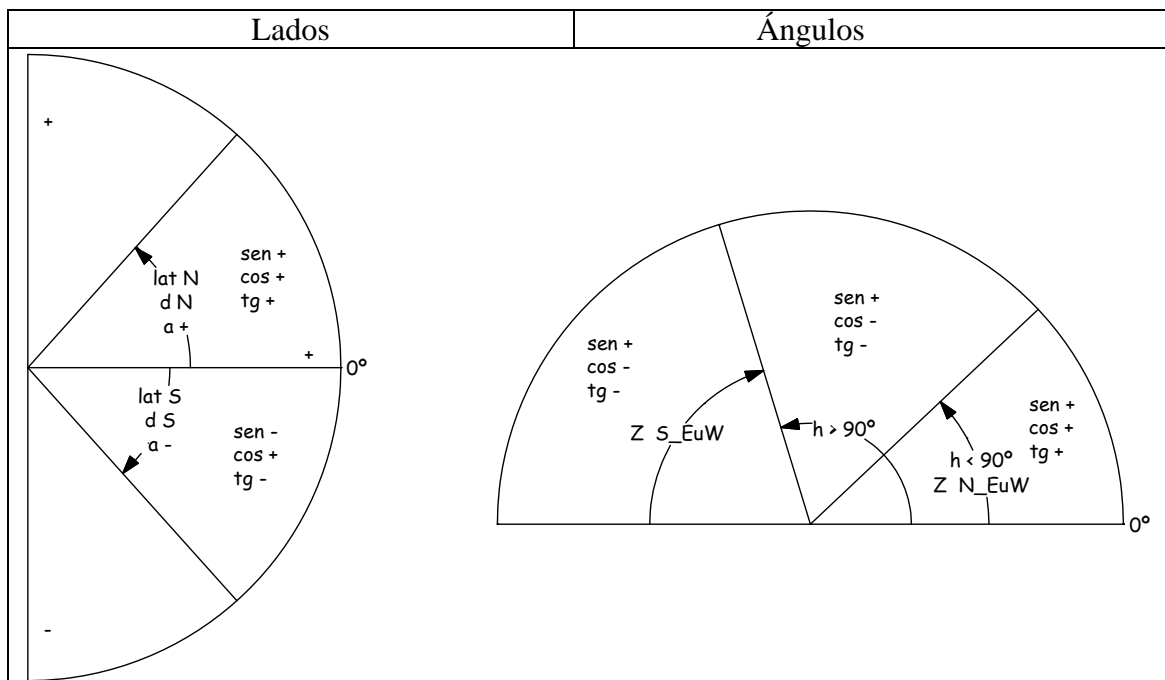 Lados
Ángulos
+
lat N
d N
a +
sen +
cos +
tg +
+
0º
lat S
d S
a -
sen -
cos +
tg -
-
sen +
cos -
tg -
Z S_EuW
sen +
cos -
tg -
h > 90º
h < 90º
Z N_EuW
sen +
cos +
tg +
0º